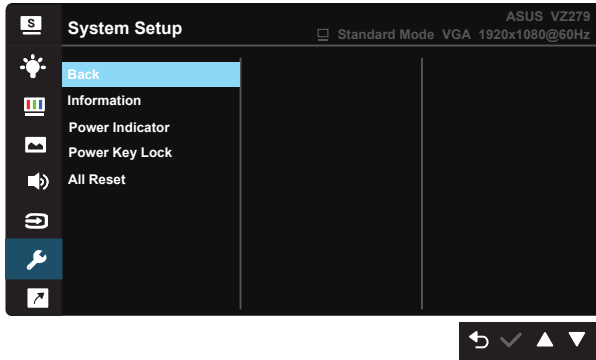 S
System Setup
ASUS VZ279
Standard Mode VGA 1920x1080@60Hz
Back
Information
Power Indicator
Power Key Lock
All Reset